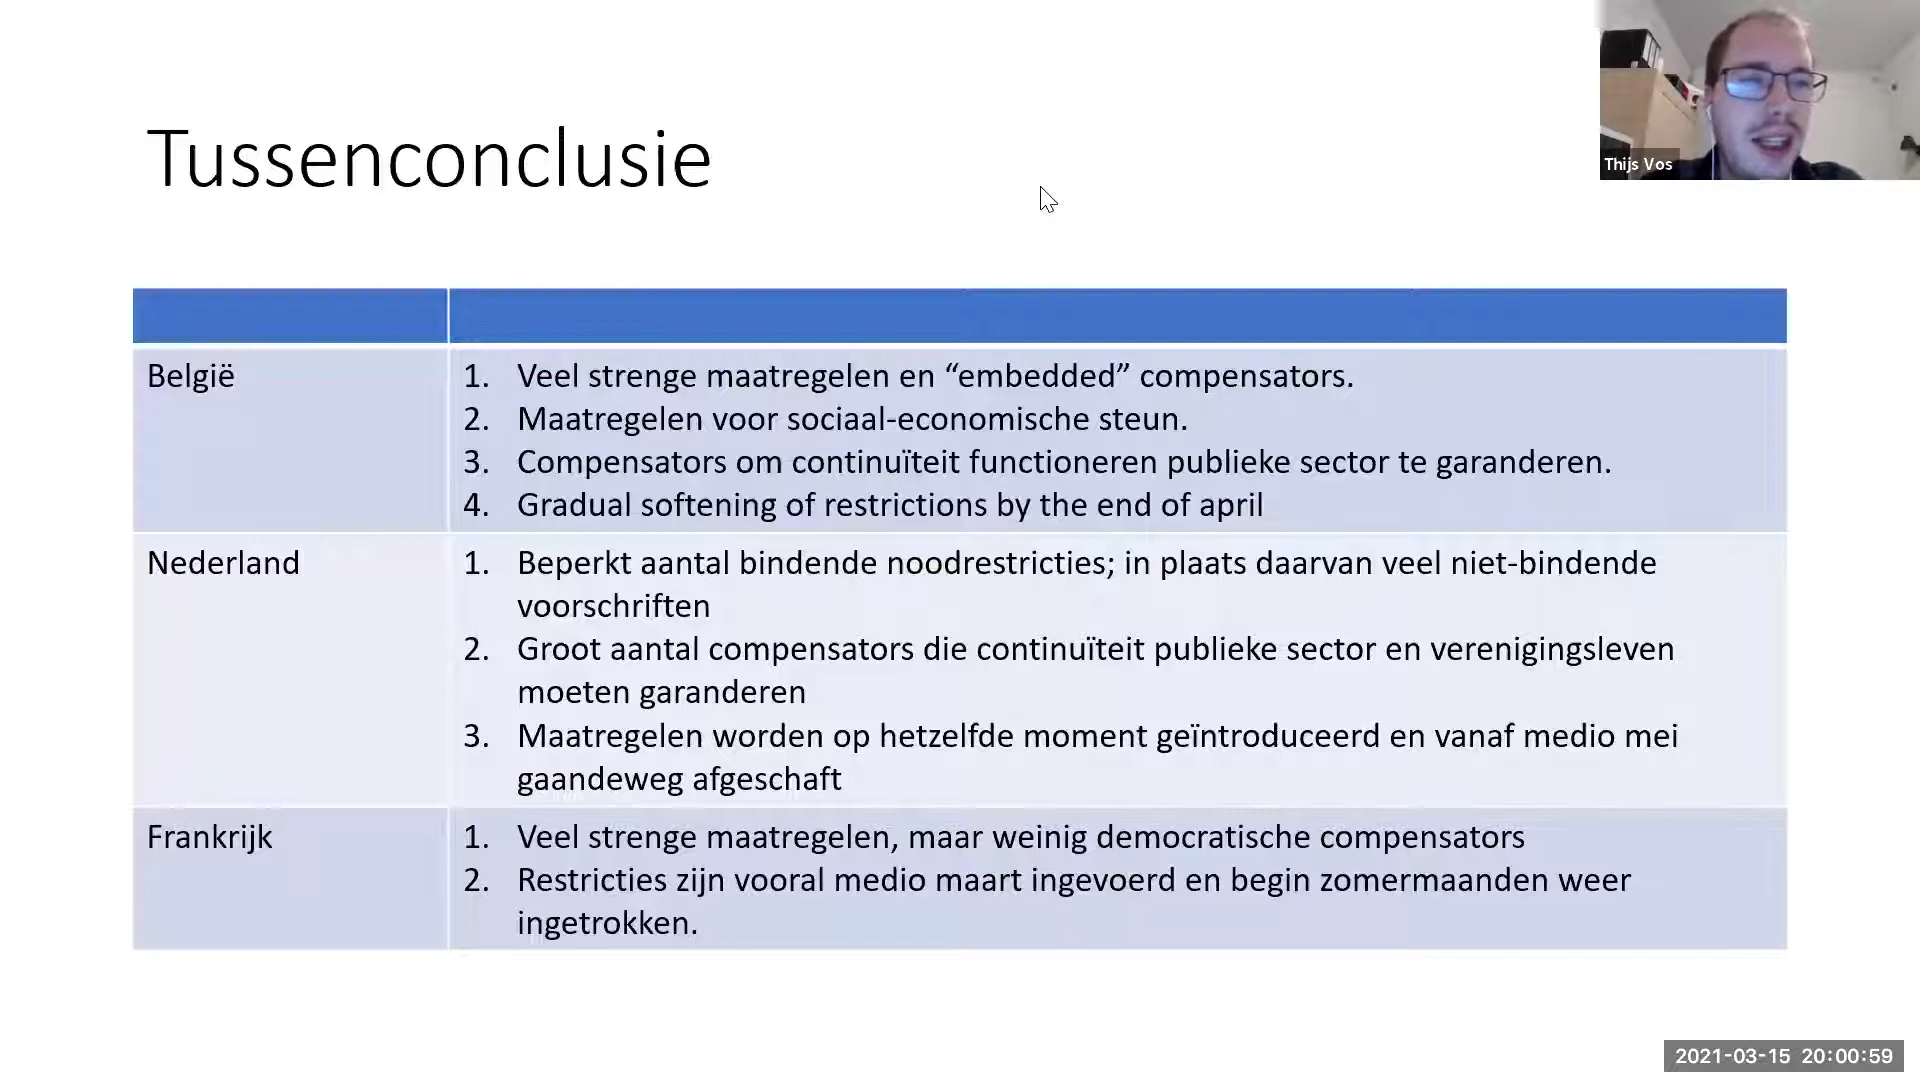 Tussenconclusie
Thijs Vos
België
1. Veel strenge maatregelen en “embedded” compensators.
2. Maatregelen voor sociaal-economische steun.
3. Compensators om continuïteit functioneren publieke sector te garanderen.
4. Gradual softening of restrictions by the end of april
Nederland
1. Beperkt aantal bindende noodrestricties; in plaats daarvan veel niet-bindende
voorschriften
2. Groot aantal compensators die continuïteit publieke sector en verenigingsleven
moeten garanderen
3. Maatregelen worden op hetzelfde moment geïntroduceerd en vanaf medio mei
gaandeweg afgeschaft
Frankrijk
1. Veel strenge maatregelen, maar weinig democratische compensators
2. Restricties zijn vooral medio maart ingevoerd en begin zomermaanden weer
ingetrokken.
2021-03-15 20:00:59